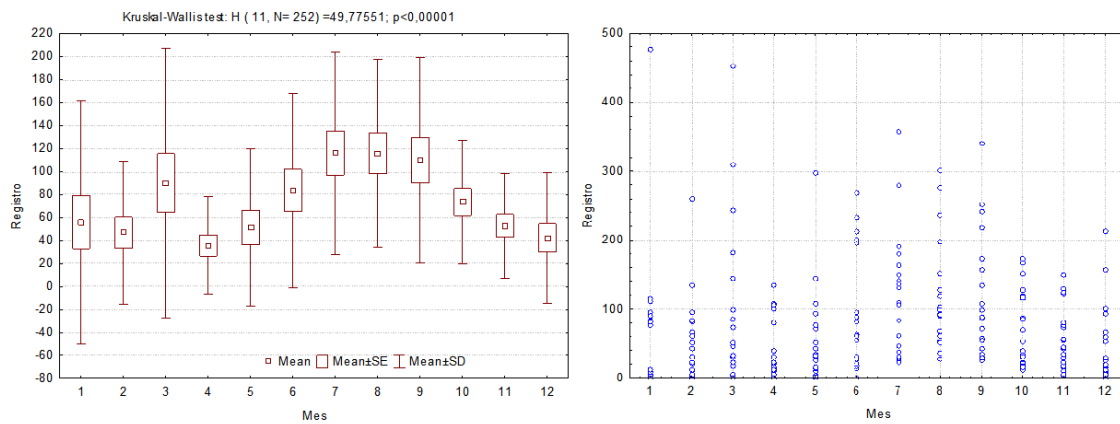 Kruskal-Wallis test: H ( 11, N= 252) =49,77551; p<0,00001
220
200
180
160
140
120
100
80
60
40
20
0
-20
-40
-60
-80
Registro
Mean Mean±SE Mean±SD
1 2 3 4 5 6 7 8 9 10 11 12
Mes
500
400
300
200
100
0
Registro
1 2 3 4 5 6 7 8 9 10 11 12
Mes